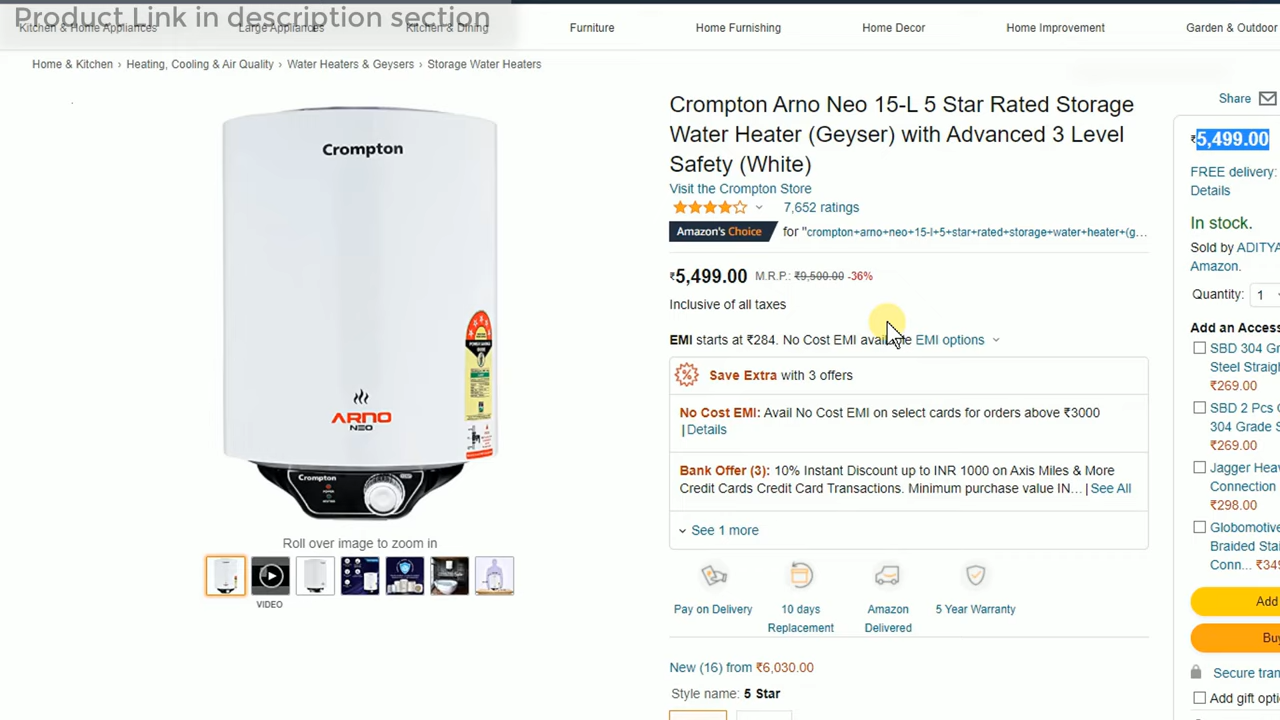 Product Link in description section
Kitchen & Home Appliances Large Appliances Kitchen & Dining Furniture Home Furnishing Home Decor Home Improvement Garden & Outdoor
Home & Kitchen › Heating, Cooling & Air Quality › Water Heaters & Geysers › Storage Water Heaters
Crompton
ARNO
NEO
Crompton
Roll over image to zoom in
VIDEO
Crompton Arno Neo 15-L 5 Star Rated Storage
Water Heater (Geyser) with Advanced 3 Level
Safety (White)
Visit the Crompton Store
7,652 ratings
Amazon's Choice for "crompton+arno+neo+15-l+5+star+rated+storage+water+heater+(g...
₹5,499.00 M.R.P.: ₹9,500.00 -36%
Inclusive of all taxes
EMI starts at ₹284. No Cost EMI available EMI options
Save Extra with 3 offers
No Cost EMI: Avail No Cost EMI on select cards for orders above ₹3000
|Details
Bank Offer (3): 10% Instant Discount up to INR 1000 on Axis Miles & More
Credit Cards Credit Card Transactions. Minimum purchase value IN... |See All
See 1 more
Pay on Delivery
10 days
Replacement
Amazon
Delivered
5 Year Warranty
New (16) from ₹6,030.00
Style name: 5 Star
Share
₹5,499.00
FREE delivery:
Details
In stock.
Sold by ADITYA
Amazon.
Quantity: 1
Add an Access
SBD 304 Gr
Steel Straigh
₹269.00
SBD 2 Pcs
304 Grade S
₹269.00
Jagger Heav
Connection
₹298.00
Globomotive
Braided Stai
Conn... ₹349
Add
Buy
Secure tran
Add gift opti